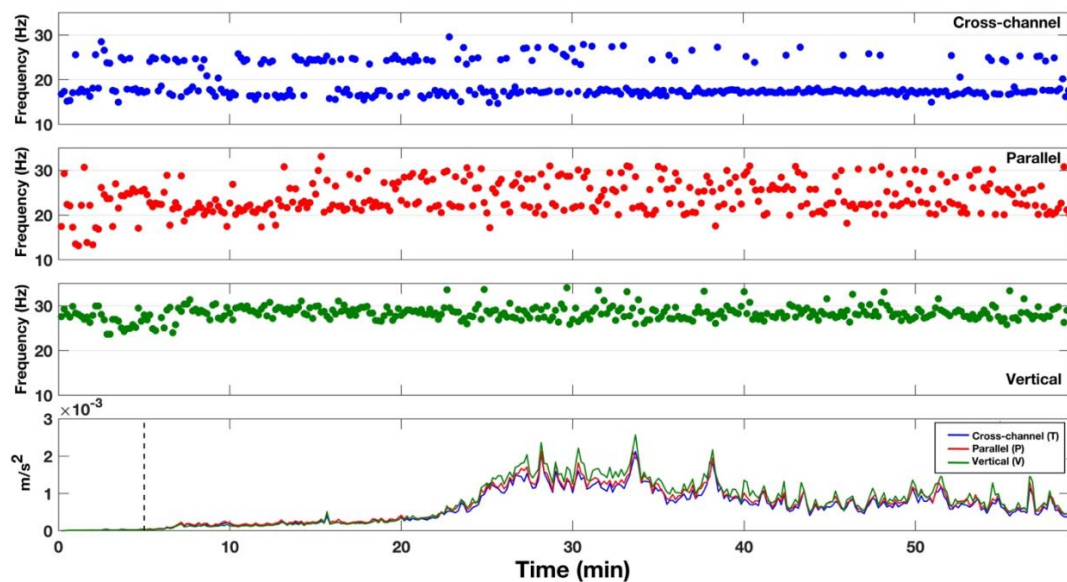 Frequency (Hz)
30
20
10
Cross-channel
Frequency (Hz)
30
20
10
Parallel
Frequency (Hz)
30
20
10
Vertical
×10⁻³
m/s²
3
2
1
0
Cross-channel (T)
Parallel (P)
Vertical (V)
0 10 20 30 40 50
Time (min)